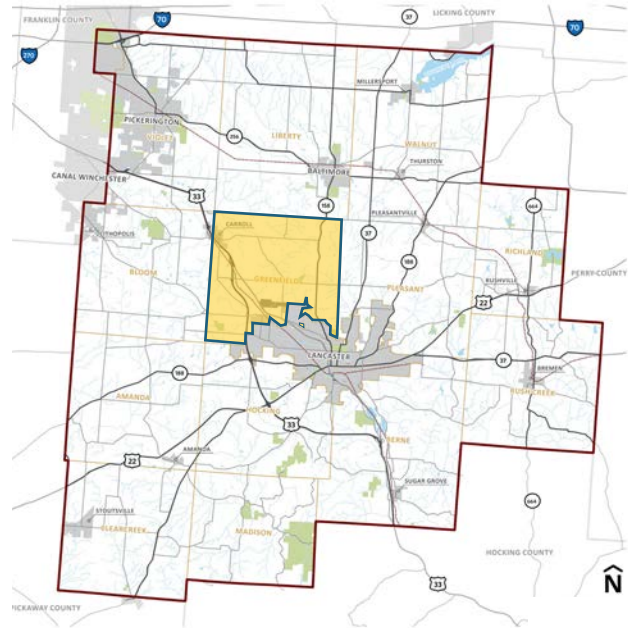 FRANKLIN COUNTY
70
37
LICKING COUNTY
70
270
MILLERSPORT
PICKERINGTON
VIOLET
256
LIBERTY
WALNUT
THURSTON
BALTIMORE
CANAL WINCHESTER
33
158
PLEASANTVILLE
664
CARROLL
37
LITHOPOLIS
RICHLAND
188
BLOOM
PERRY COUNTY
GREENFIELD
RUSHVILLE
PLEASANT
22
LANCASTER
37
BREMEN
188
RUSH CREEK
AMANDA
HOCKING
33
BERNE
AMANDA
22
SUGAR GROVE
664
STOUTSVILLE
CLEARCREEK
MADISON
HOCKING COUNTY
N
33
PICKAWAY COUNTY